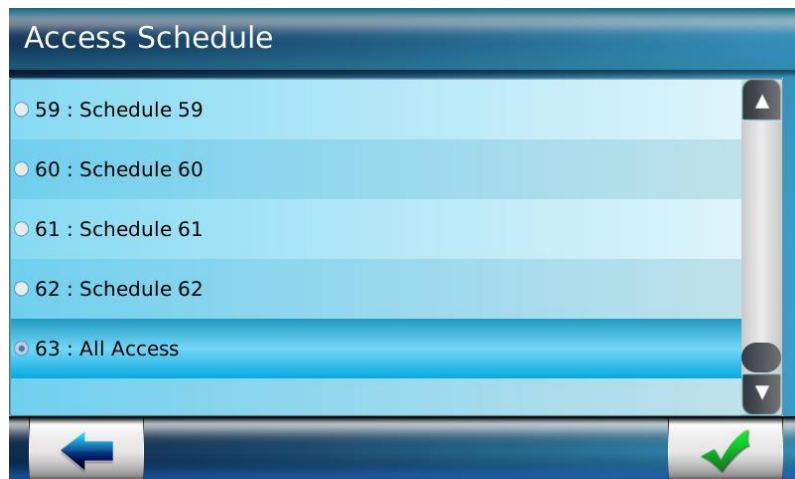 Access Schedule
59 : Schedule 59
60 : Schedule 60
61 : Schedule 61
62 : Schedule 62
63 : All Access